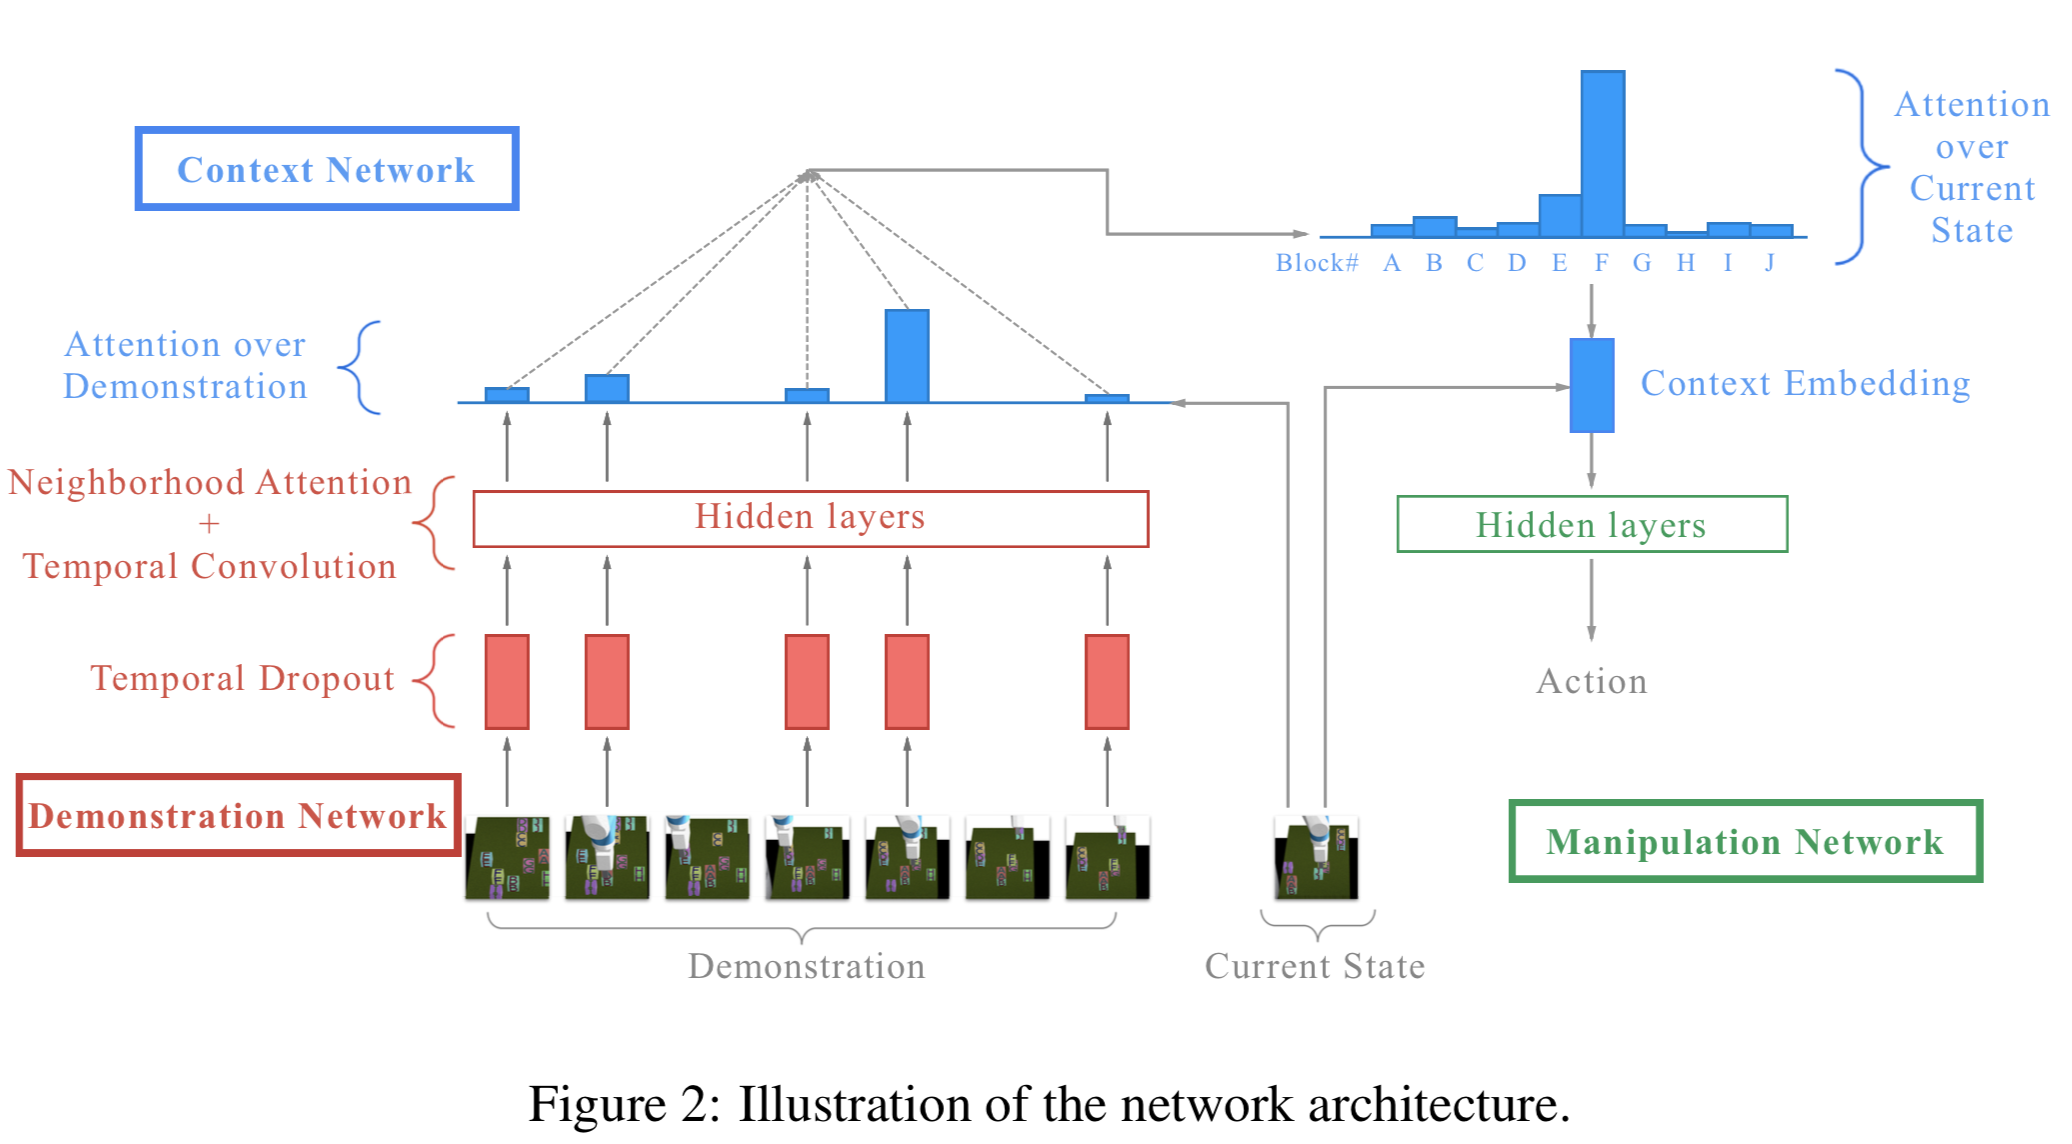 Context Network
Attention
over
Current
State
Block# A B C D E F G H I J
Attention over
Demonstration
Context Embedding
Neighborhood Attention
+
Temporal Convolution
Hidden layers
Hidden layers
Temporal Dropout
Action
Demonstration Network
Manipulation Network
Demonstration
Current State
Figure 2: Illustration of the network architecture.